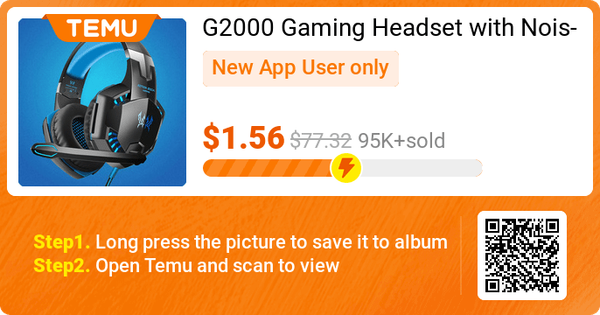 TEMU
G2000 Gaming Headset with Nois-
New App User only
$1.56 $77.32 95K+sold
Step1. Long press the picture to save it to album
Step2. Open Temu and scan to view